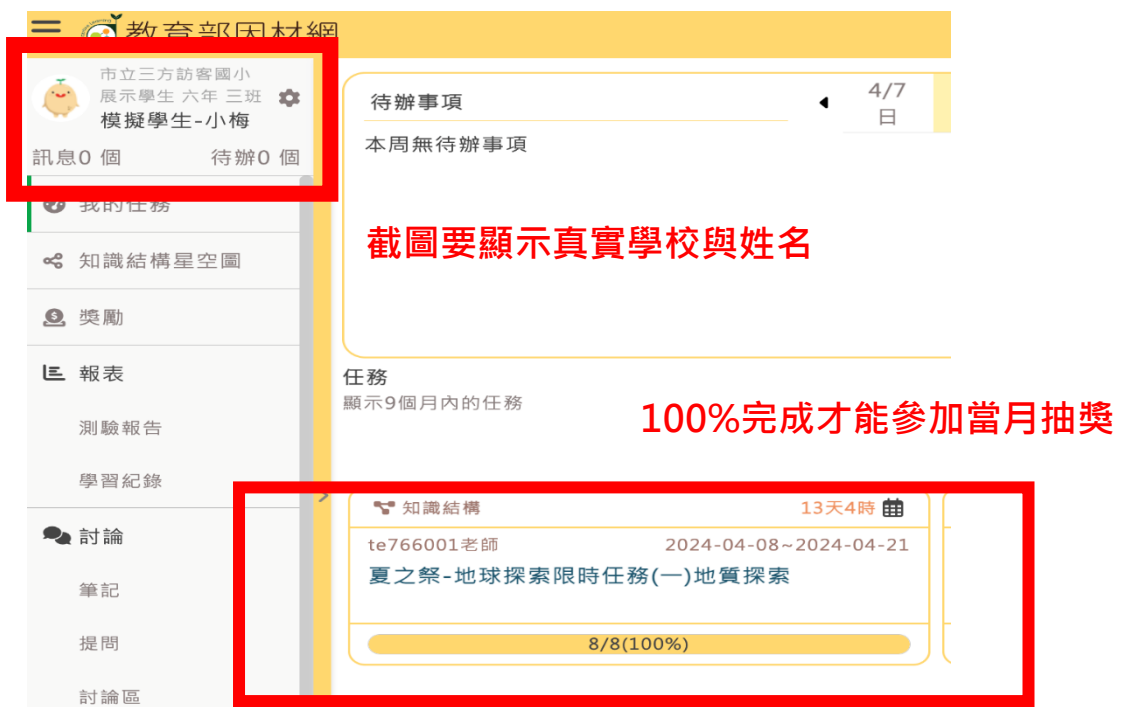 教育部因材網
市立三方訪客國小
展示學生 六年 三班
模擬學生-小梅
訊息0 個 待辦0 個
我的任務
知識結構星空圖
獎勵
報表
測驗報告
學習紀錄
討論
筆記
提問
討論區
待辦事項
4/7
日
本周無待辦事項
截圖要顯示真實學校與姓名
任務
顯示9個月內的任務
100%完成才能參加當月抽獎
知識結構 13天4時
te766001老師 2024-04-08~2024-04-21
夏之祭-地球探索限時任務(一)地質探索
8/8(100%)